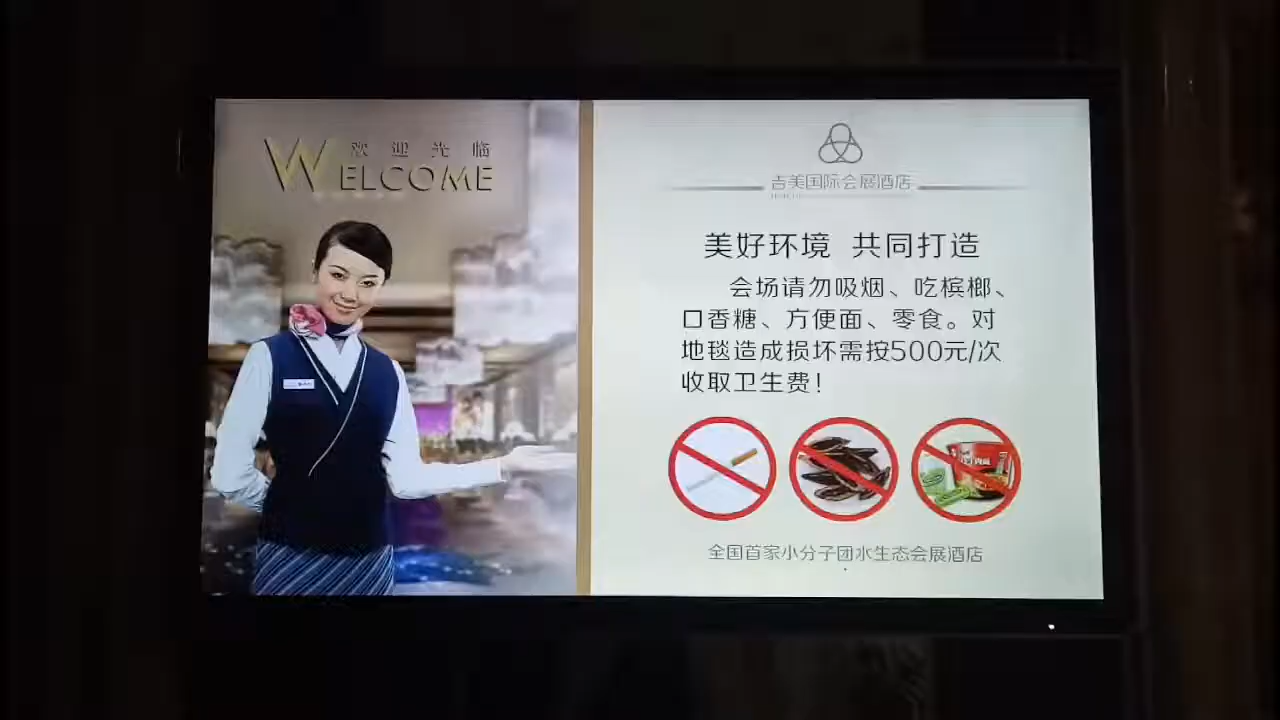 欢迎光临
WELCOME
吉美国际会展酒店
美好环境 共同打造
会场请勿吸烟、吃槟榔、
口香糖、方便面、零食。对
地毯造成损坏需按500元/次
收取卫生费！
全国首家小分子团水生态会展酒店